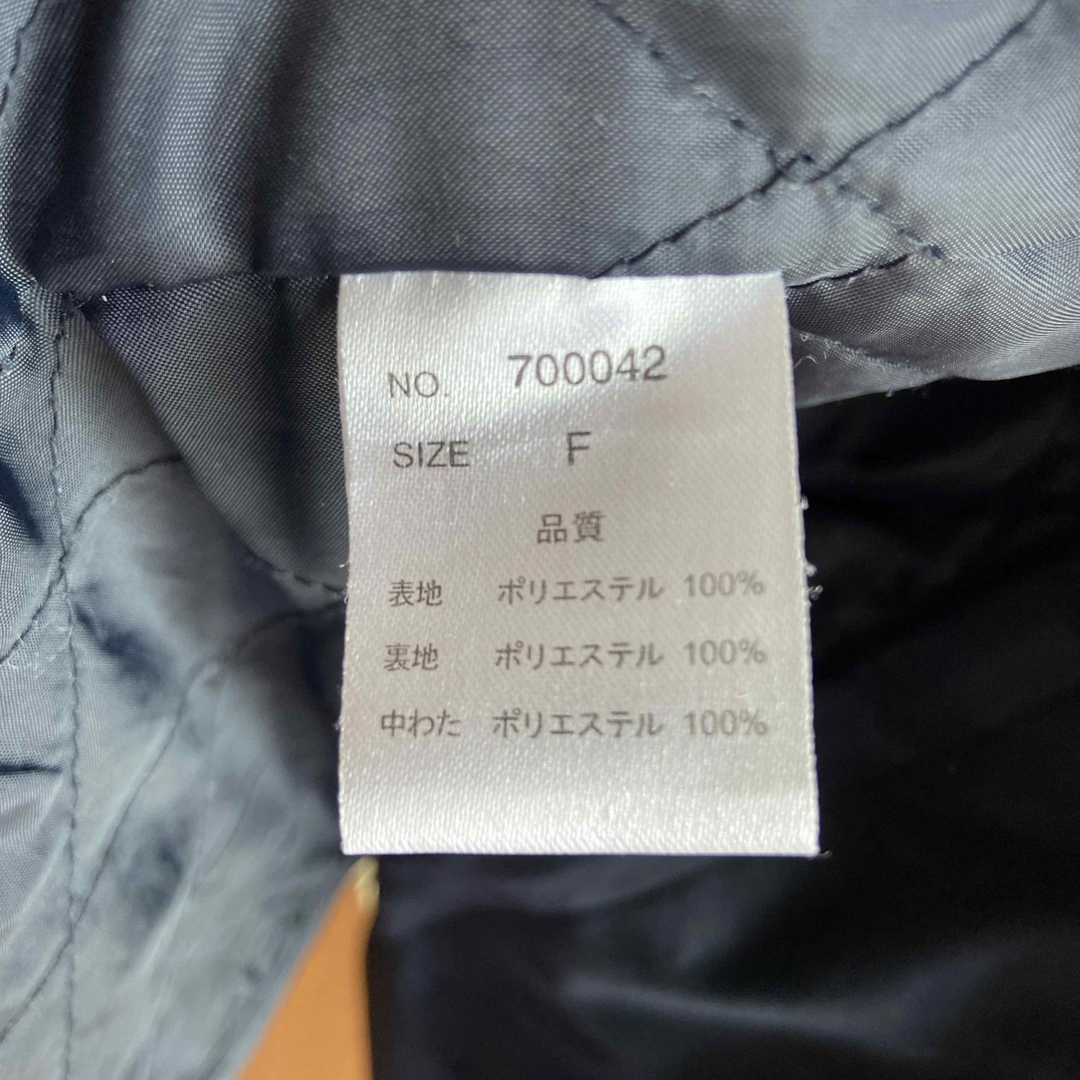 NO. 700042
SIZE F
品質
表地 ポリエステル 100%
裏地 ポリエステル 100%
中わた ポリエステル 100%